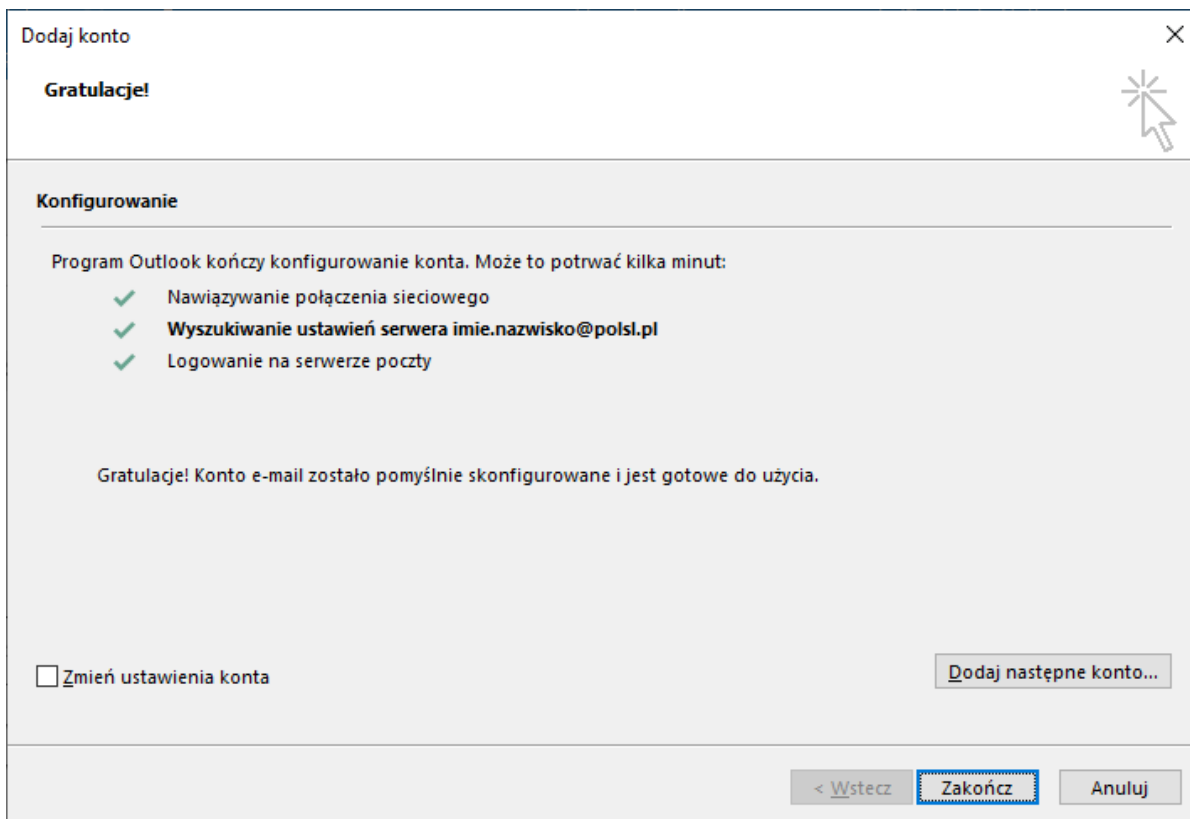 Dodaj konto
Gratulacje!
Konfigurowanie
Program Outlook kończy konfigurowanie konta. Może to potrwać kilka minut:
Nawiązywanie połączenia sieciowego
Wyszukiwanie ustawień serwera imie.nazwisko@polsl.pl
Logowanie na serwerze poczty
Gratulacje! Konto e-mail zostało pomyślnie skonfigurowane i jest gotowe do użycia.
Zmień ustawienia konta
Dodaj następne konto...
< Wstecz Zakończ Anuluj